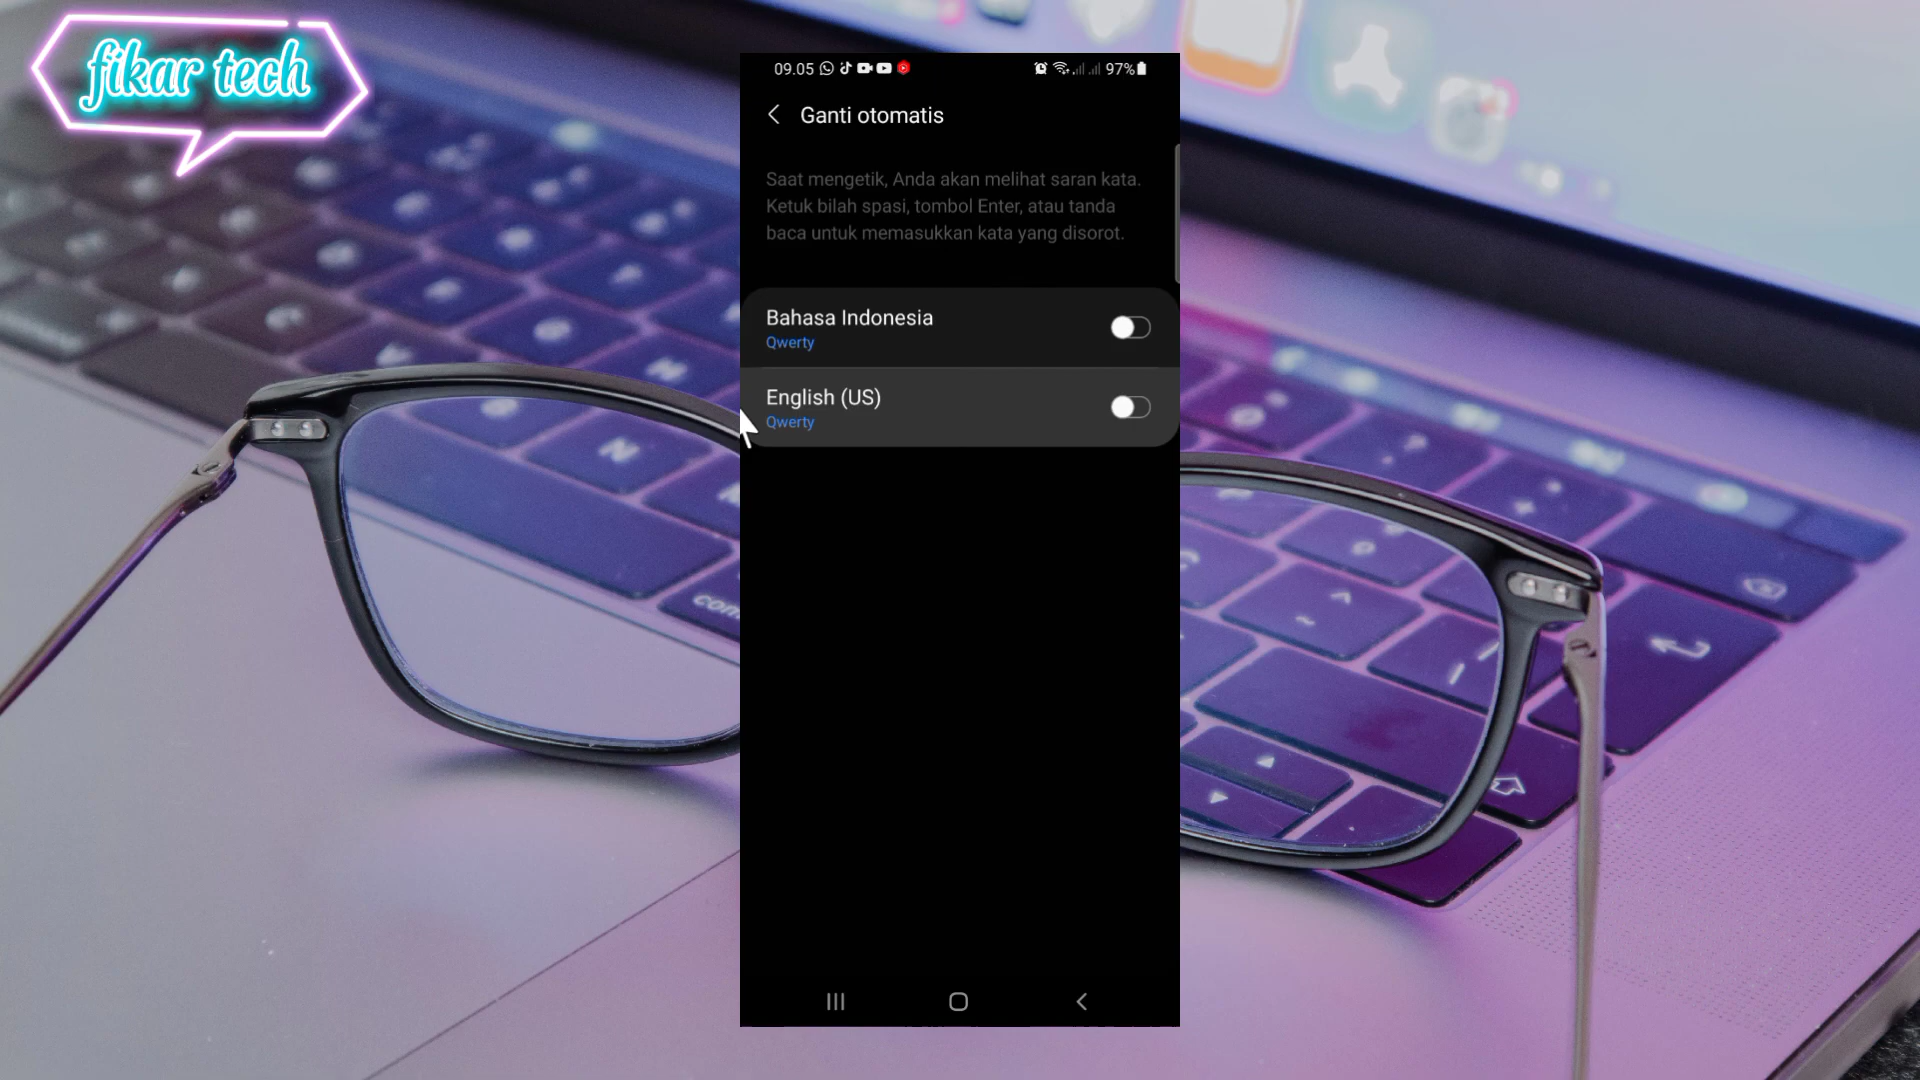 fikar tech
09.05
97%
Ganti otomatis
Saat mengetik, Anda akan melihat saran kata.
Ketuk bilah spasi, tombol Enter, atau tanda
baca untuk memasukkan kata yang disorot.
Bahasa Indonesia
Qwerty
English (US)
Qwerty
N